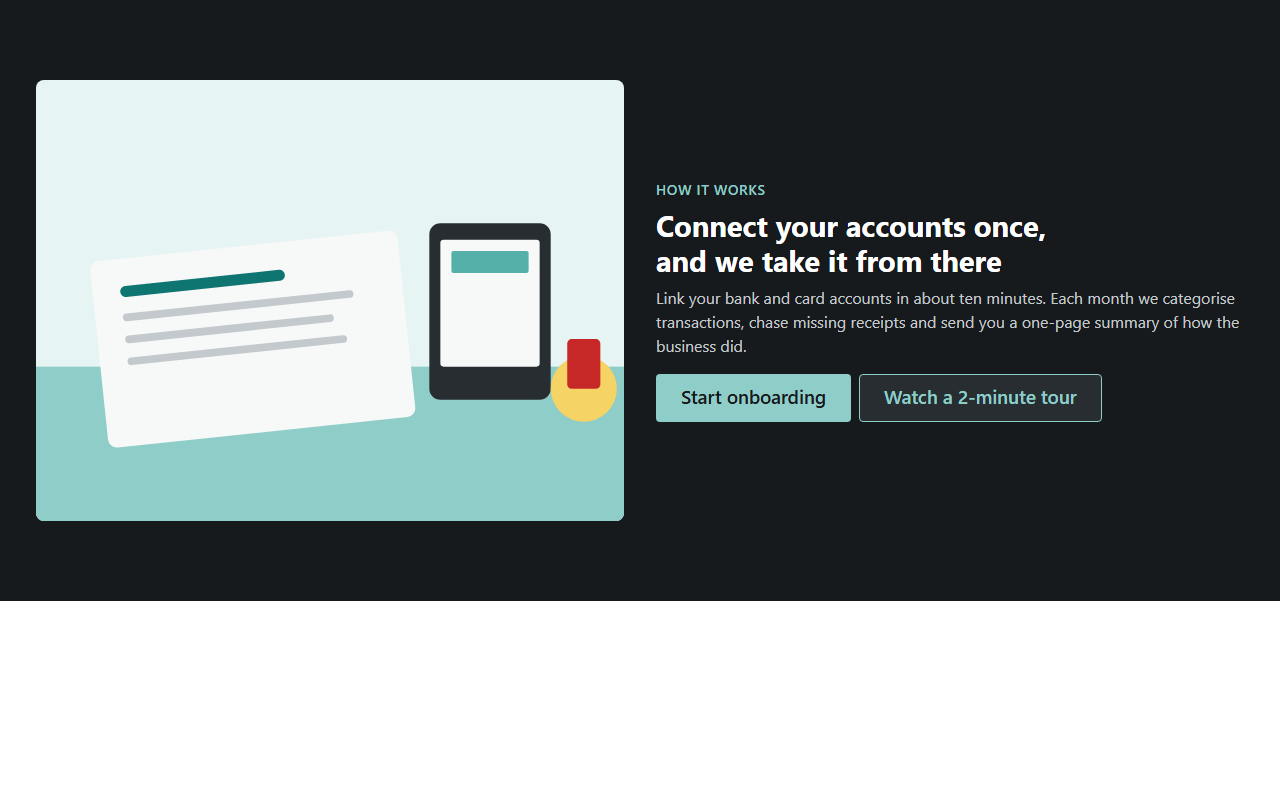 HOW IT WORKS
Connect your accounts once,
and we take it from there
Link your bank and card accounts in about ten minutes. Each month we categorise
transactions, chase missing receipts and send you a one-page summary of how the
business did.
Start onboarding
Watch a 2-minute tour